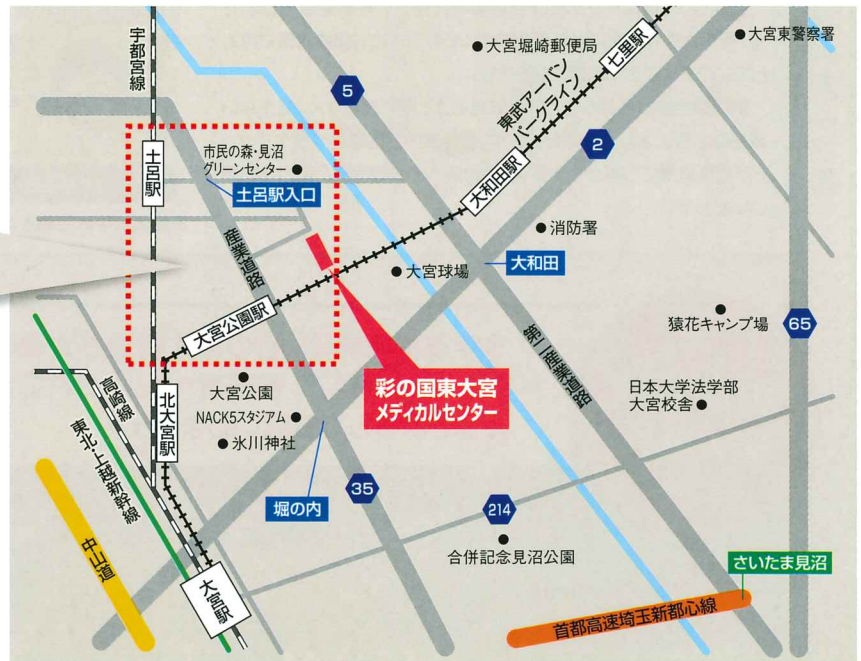 宇都宮線
大宮堀崎郵便局
七里駅
大宮東警察署
5
東武アーバン
パークライン
2
市民の森・見沼
グリーンセンター
土呂駅
大和田駅
土呂駅入口
消防署
産業道路
大和田
大宮球場
大宮公園駅
猿花キャンプ場
65
彩の国東大宮
メディカルセンター
第二産業道路
大宮公園
日本大学法学部
大宮校舎
高崎線
北大宮駅
NACK5スタジアム
氷川神社
東北・上越新幹線
35
堀の内
214
中山道
合併記念見沼公園
さいたま見沼
大宮駅
首都高速埼玉新都心線